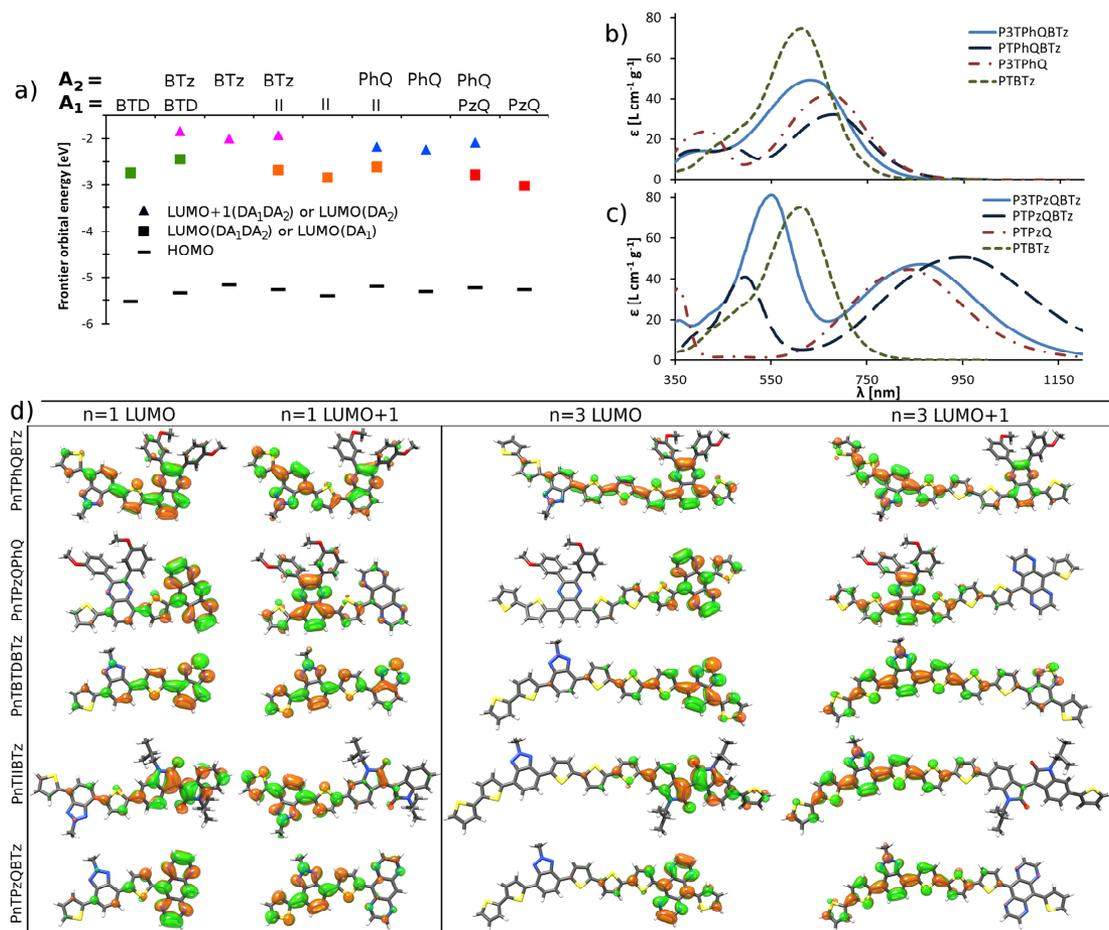 a)
A2 =
BTz BTz BTz PhQ PhQ PhQ
A1 =
BTD BTD II II II PzQ PzQ
Frontier orbital energy [eV]
-2
-3
-4
-5
-6
LUMO+1(DA1DA2) or LUMO(DA2)
LUMO(DA1DA2) or LUMO(DA1)
HOMO
b)
ε [L cm-1 g-1]
80
60
40
20
0
P3TPhQBTz
PTPhQBTz
P3TPhQ
PTBTz
c)
ε [L cm-1 g-1]
80
60
40
20
0
P3TPzQBTz
PTPzQBTz
PTPzQ
PTBTz
350 550 750 950 1150
λ [nm]
d)
n=1 LUMO n=1 LUMO+1 n=3 LUMO n=3 LUMO+1
PnTPhQBTz
PnTPzQPhQ
PnTBTDBTz
PnTIIBTz
PnTPzQBTz